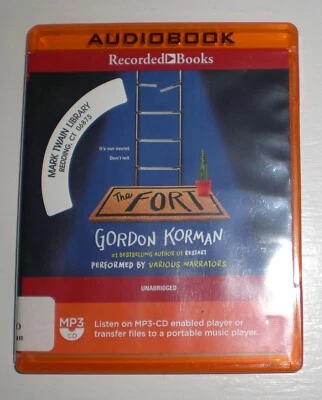 AUDIOBOOK
Recorded Books
MARK TWAIN LIBRARY
REDDING, CT 06875
It's our secret.
Don't tell.
The FORT
GORDON KORMAN
#1 BESTSELLING AUTHOR OF RESTART
PERFORMED BY VARIOUS NARRATORS
UNABRIDGED
MP3
CD
Listen on MP3-CD enabled player or
transfer files to a portable music player.